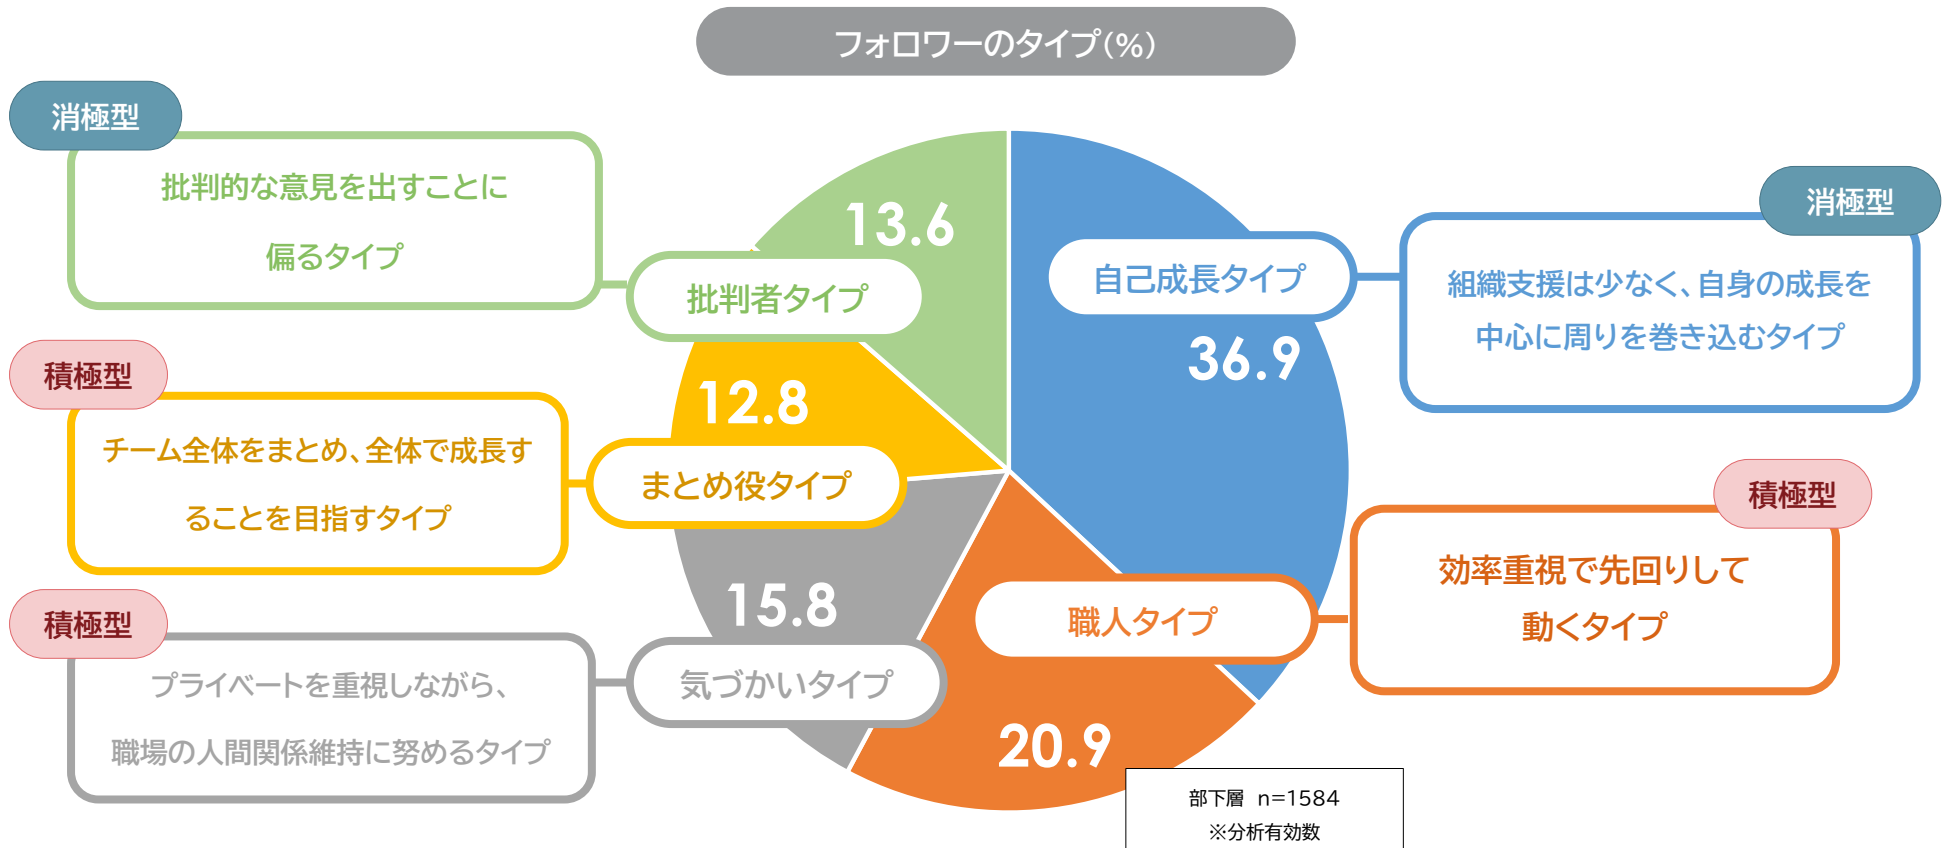 フォロワーのタイプ(%)
消極型
批判的な意見を出すことに
偏るタイプ
13.6
批判者タイプ
自己成長タイプ
36.9
消極型
組織支援は少なく、自身の成長を
中心に周りを巻き込むタイプ
積極型
チーム全体をまとめ、全体で成長す
ることを目指すタイプ
12.8
まとめ役タイプ
積極型
効率重視で先回りして
動くタイプ
職人タイプ
20.9
積極型
プライベートを重視しながら、
職場の人間関係維持に努めるタイプ
15.8
気づかいタイプ
部下層 n=1584
※分析有効数